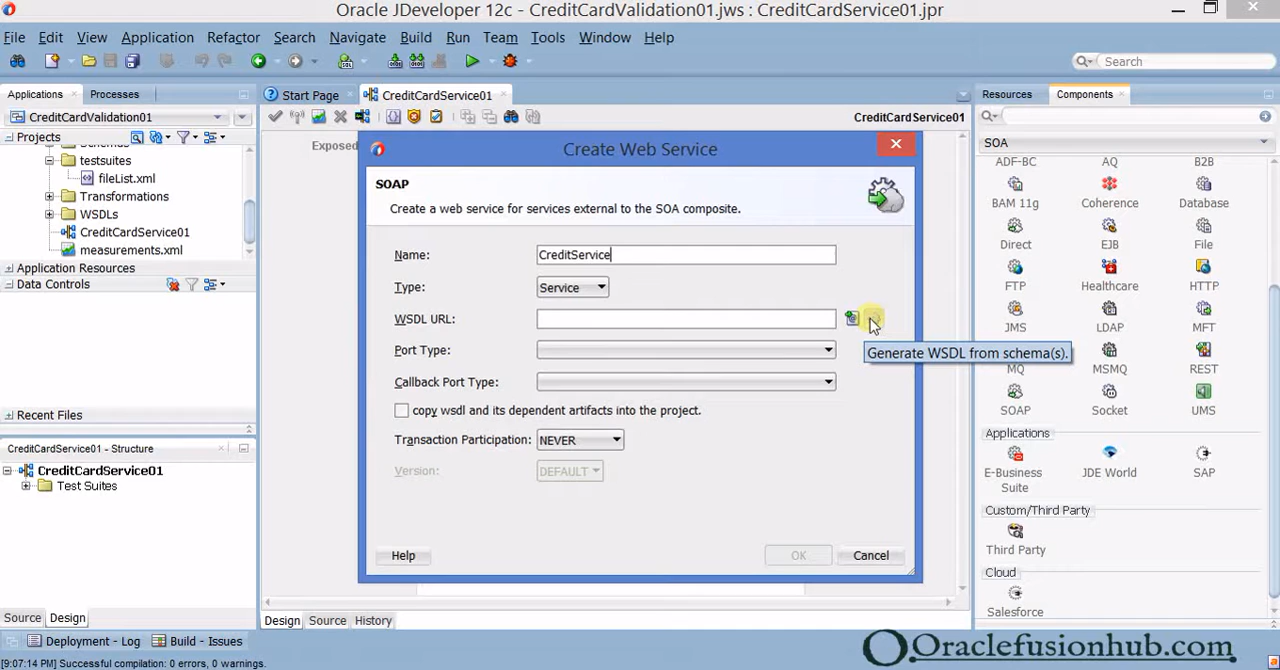 Oracle JDeveloper 12c - CreditCardValidation01.jws : CreditCardService01.jpr
File Edit View Application Refactor Search Navigate Build Run Team Tools Window Help
Search
Applications Processes
CreditCardValidation01
Projects
testsuites
fileList.xml
Transformations
WSDLs
CreditCardService01
measurements.xml
Application Resources
Data Controls
Recent Files
CreditCardService01 - Structure
CreditCardService01
Test Suites
Source Design
Start Page CreditCardService01
CreditCardService01
Exposed
Create Web Service
SOAP
Create a web service for services external to the SOA composite.
Name: CreditService
Type: Service
WSDL URL:
Generate WSDL from schema(s).
Port Type:
Callback Port Type:
copy wsdl and its dependent artifacts into the project.
Transaction Participation: NEVER
Version: DEFAULT
Help OK Cancel
Design Source History
Resources Components
SOA
ADF-BC AQ B2B
BAM 11g Coherence Database
Direct EJB File
FTP Healthcare HTTP
JMS LDAP MFT
MQ MSMQ REST
SOAP Socket UMS
Applications
E-Business Suite JDE World SAP
Custom/Third Party
Third Party
Cloud
Salesforce
Deployment - Log Build - Issues
9:07:14 PM) Successful compilation: 0 errors, 0 warnings.
Oraclefusionhub.com